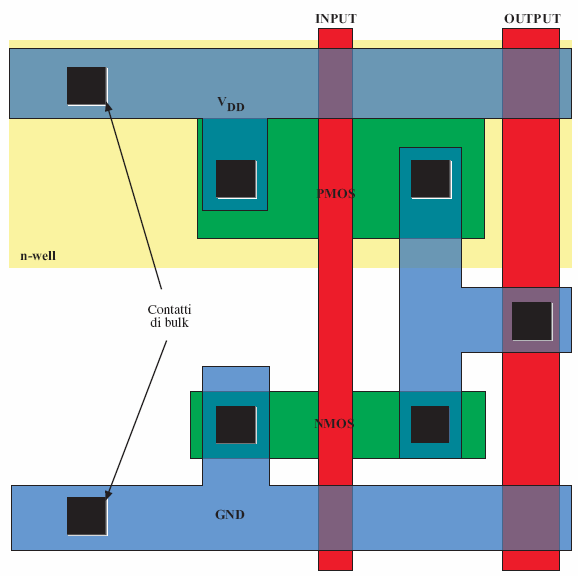 INPUT
OUTPUT
VDD
PMOS
n-well
Contatti
di bulk
NMOS
GND